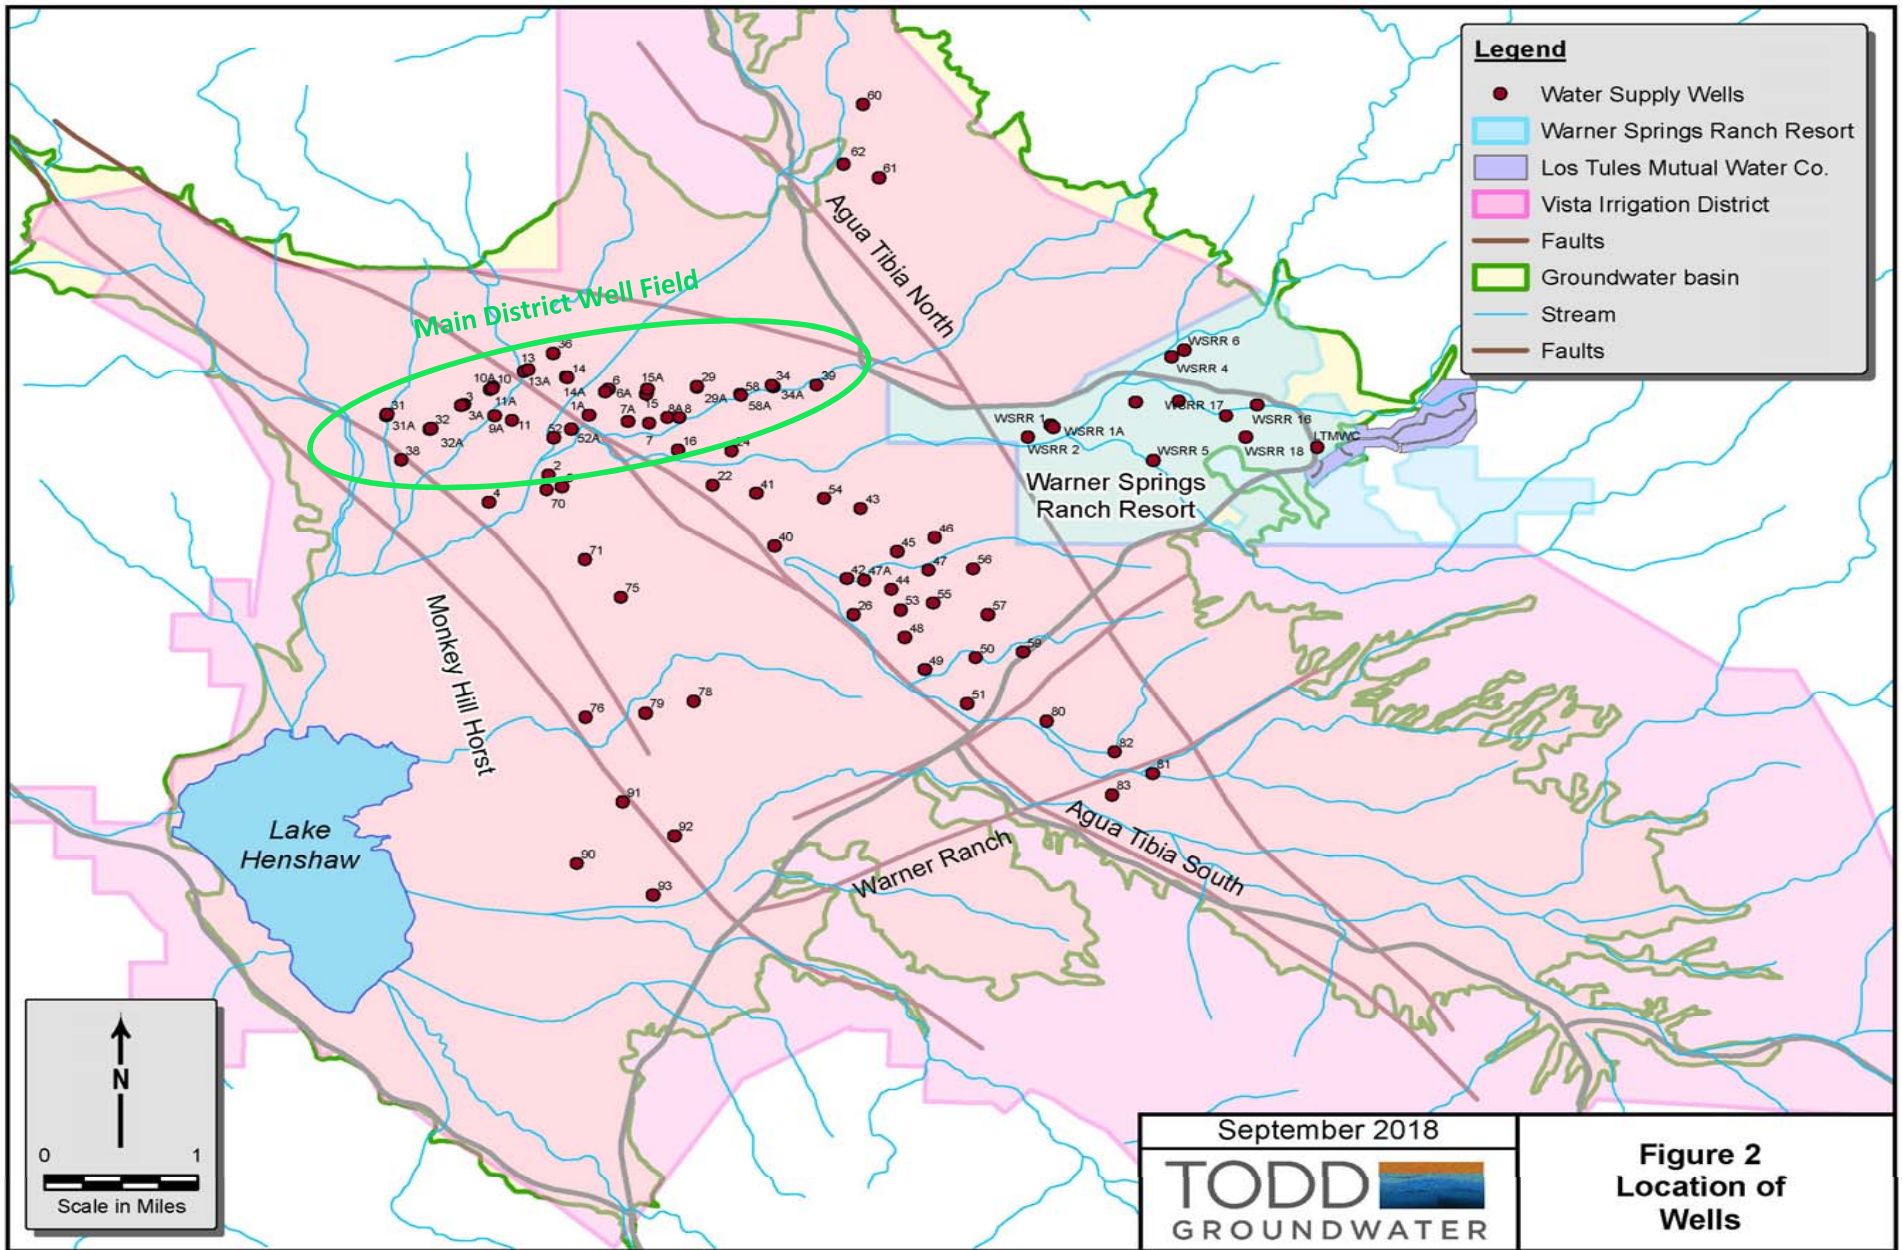 Legend
Water Supply Wells
Warner Springs Ranch Resort
Los Tules Mutual Water Co.
Vista Irrigation District
Faults
Groundwater basin
Stream
Faults
60
62
61
Agua Tibia North
Main District Well Field
36
13
13A
14
14A
10A
10
6
6A
15A
15
29
29A
58
58A
34
34A
39
31
31A
32
32A
3
3A
11A
9A
11
1A
7A
7
8A
8
52
52A
16
24
38
2
4
70
22
41
54
43
40
45
46
47
56
42
47A
44
53
55
57
26
48
49
50
59
51
71
75
76
79
78
80
82
81
83
91
92
90
93
WSRR 6
WSRR 4
WSRR 17
WSRR 16
WSRR 1
WSRR 1A
WSRR 2
WSRR 5
WSRR 18
LTMWC
Warner Springs
Ranch Resort
Monkey Hill Horst
Lake
Henshaw
Warner Ranch
Agua Tibia South
N
0 1
Scale in Miles
September 2018
TODD
GROUNDWATER
Figure 2
Location of
Wells